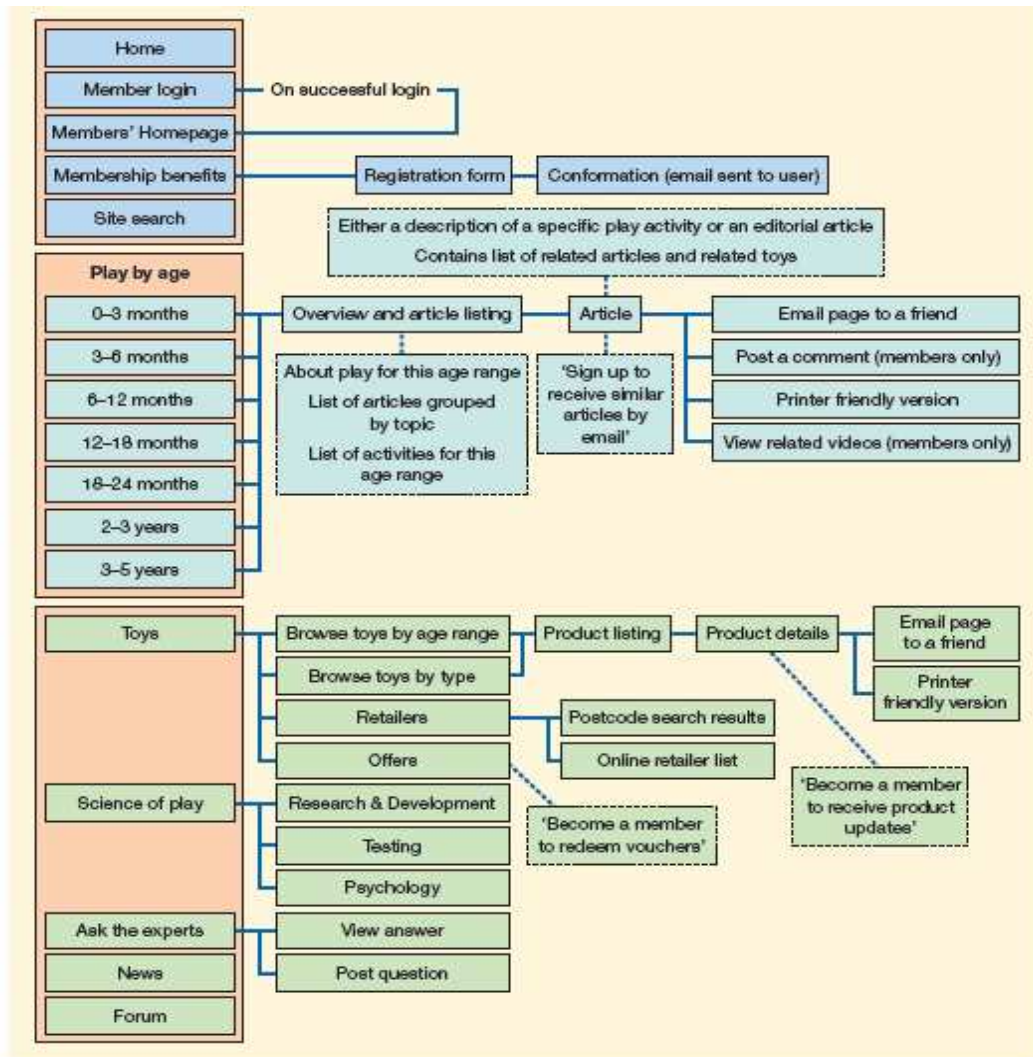 Home
Member login
On successful login
Members' Homepage
Membership benefits
Registration form
Conformation (email sent to user)
Site search
Either a description of a specific play activity or an editorial article
Contains list of related articles and related toys
Play by age
0–3 months
Overview and article listing
Article
Email page to a friend
3–6 months
Post a comment (members only)
6–12 months
Printer friendly version
12–18 months
View related videos (members only)
18–24 months
2–3 years
3–5 years
About play for this age range
List of articles grouped
by topic
List of activities for this
age range
'Sign up to
receive similar
articles by
email'
Toys
Browse toys by age range
Product listing
Product details
Email page
to a friend
Browse toys by type
Printer
friendly version
Retailers
Postcode search results
Offers
Online retailer list
'Become a member
to redeem vouchers'
'Become a member
to receive product
updates'
Science of play
Research & Development
Testing
Psychology
Ask the experts
View answer
News
Post question
Forum